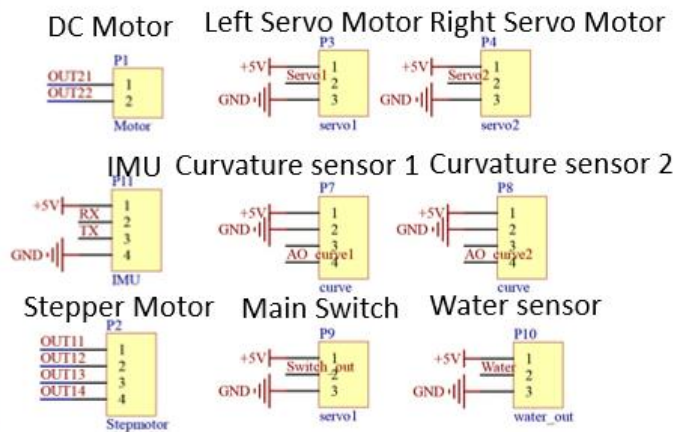 DC Motor
P1
OUT21
1
OUT22
2
Motor
Left Servo Motor
P3
+5V
1
Servo1
2
GND
3
servo1
Right Servo Motor
P4
+5V
1
Servo2
2
GND
3
servo2
IMU
P11
+5V
1
RX
2
TX
3
GND
4
IMU
Curvature sensor 1
P7
+5V
1
GND
2
3
AO_curve1
4
curve
Curvature sensor 2
P8
+5V
1
GND
2
3
AO_curve2
4
curve
Stepper Motor
P2
OUT11
1
OUT12
2
OUT13
3
OUT14
4
Stepmotor
Main Switch
P9
+5V
1
Switch_out
2
GND
3
servo1
Water sensor
P10
+5V
1
Water
2
GND
3
water_out